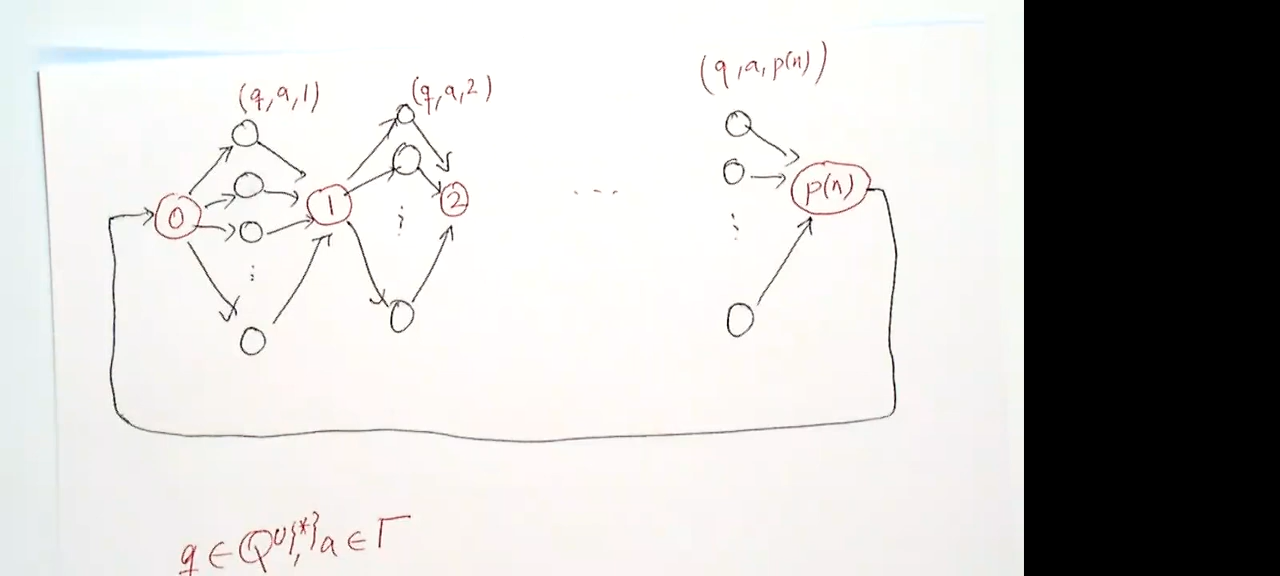 (q, a, p(n))
(q, a, 1) (q, a, 2)
0 1 2 .... p(n)
q ∈ Q∪{*}, a ∈ Γ